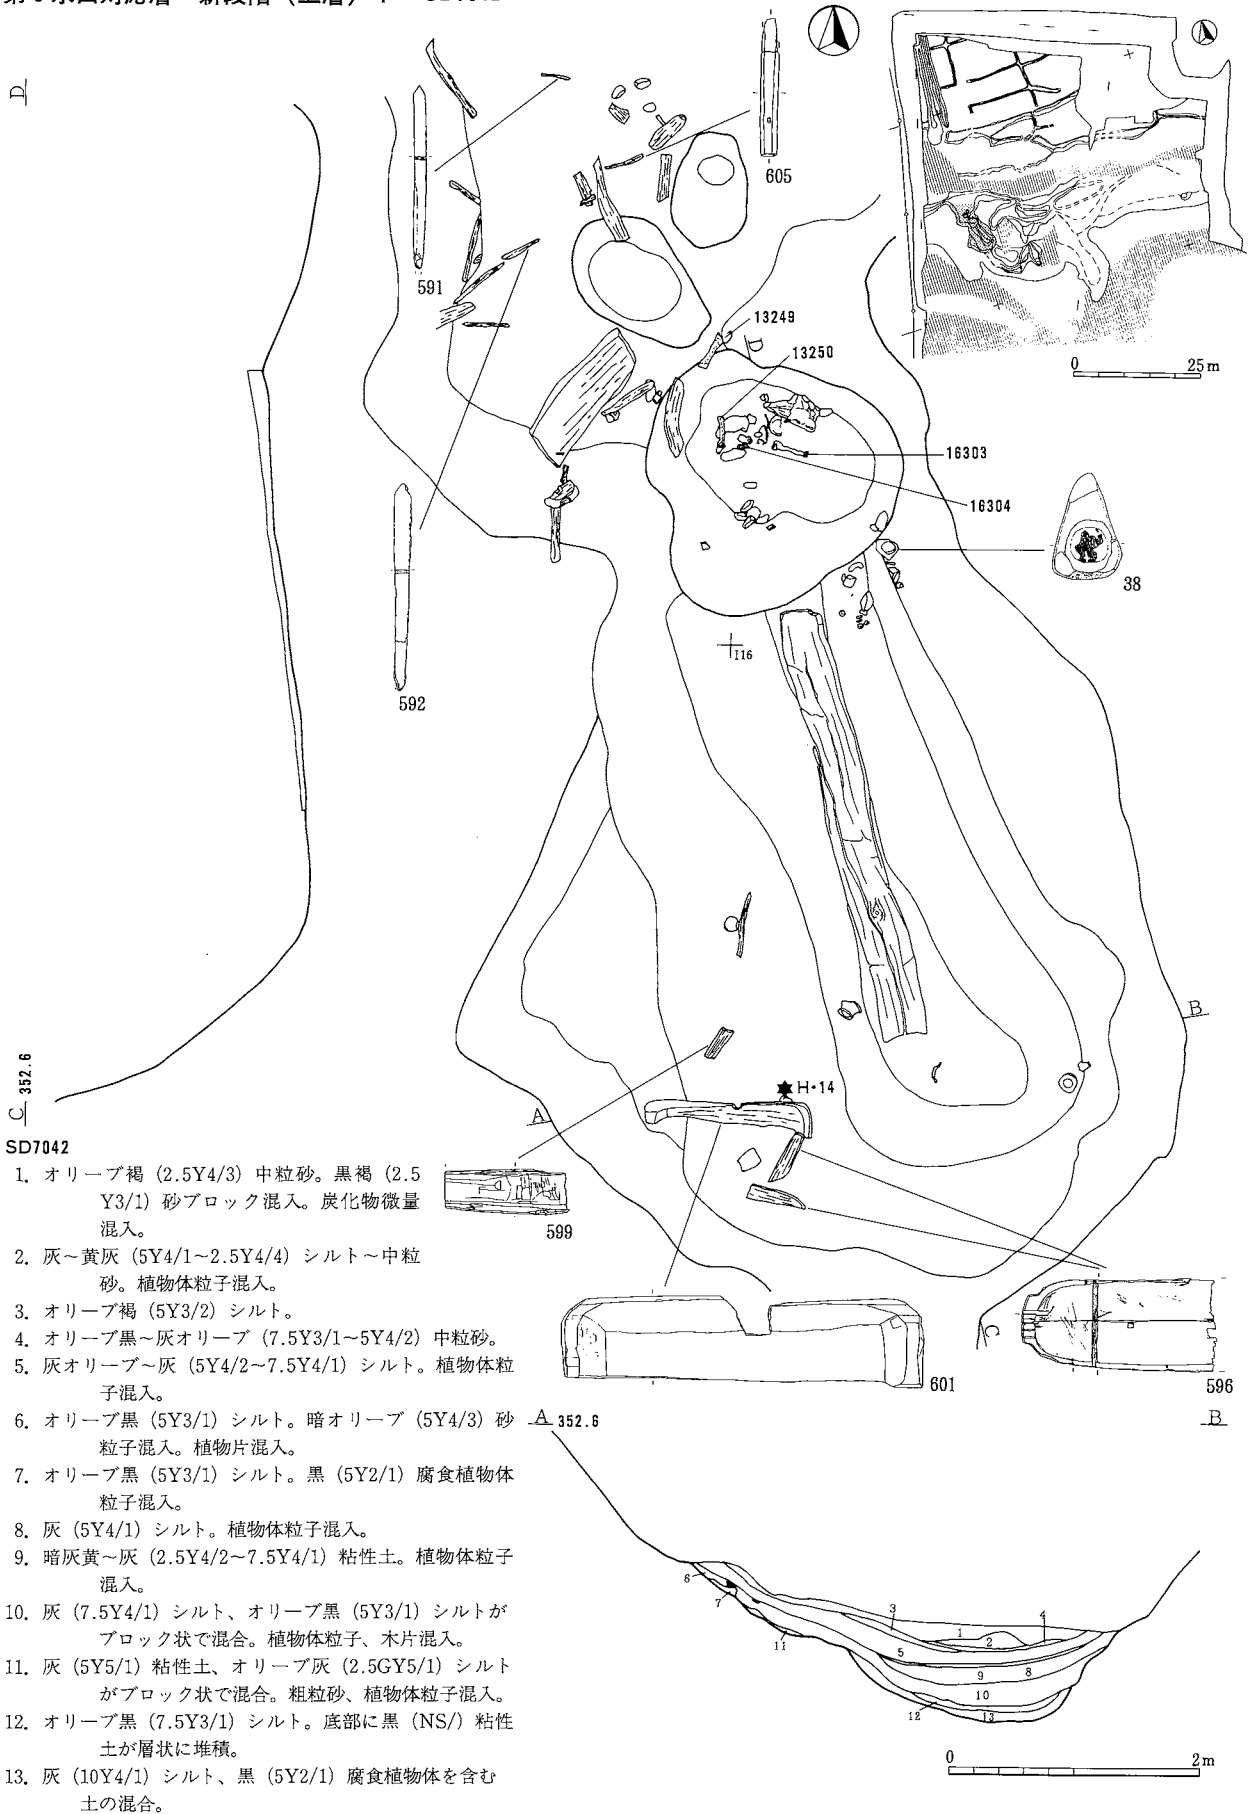 D
605
591
0 25m
13249
D
13250
16303
16304
38
I16
592
B
C 352.6
H・14
A
SD7042
1. オリーブ褐 (2.5Y4/3) 中粒砂。黒褐 (2.5
Y3/1) 砂ブロック混入。炭化物微量
混入。
2. 灰~黄灰 (5Y4/1~2.5Y4/4) シルト~中粒
砂。植物体粒子混入。
3. オリーブ褐 (5Y3/2) シルト。
4. オリーブ黒~灰オリーブ (7.5Y3/1~5Y4/2) 中粒砂。
5. 灰オリーブ~灰 (5Y4/2~7.5Y4/1) シルト。植物体粒
子混入。
6. オリーブ黒 (5Y3/1) シルト。暗オリーブ (5Y4/3) 砂
粒子混入。植物片混入。
7. オリーブ黒 (5Y3/1) シルト。黒 (5Y2/1) 腐食植物体
粒子混入。
8. 灰 (5Y4/1) シルト。植物体粒子混入。
9. 暗灰黄~灰 (2.5Y4/2~7.5Y4/1) 粘性土。植物体粒子
混入。
10. 灰 (7.5Y4/1) シルト、オリーブ黒 (5Y3/1) シルトが
ブロック状で混合。植物体粒子、木片混入。
11. 灰 (5Y5/1) 粘性土、オリーブ灰 (2.5GY5/1) シルト
がブロック状で混合。粗粒砂、植物体粒子混入。
12. オリーブ黒 (7.5Y3/1) シルト。底部に黒 (NS/) 粘性
土が層状に堆積。
13. 灰 (10Y4/1) シルト、黒 (5Y2/1) 腐食植物体を含む
土の混合。
599
C
601
596
A 352.6
B
6
7
11
3
1
2
4
5
9
8
10
12
13
0 2m